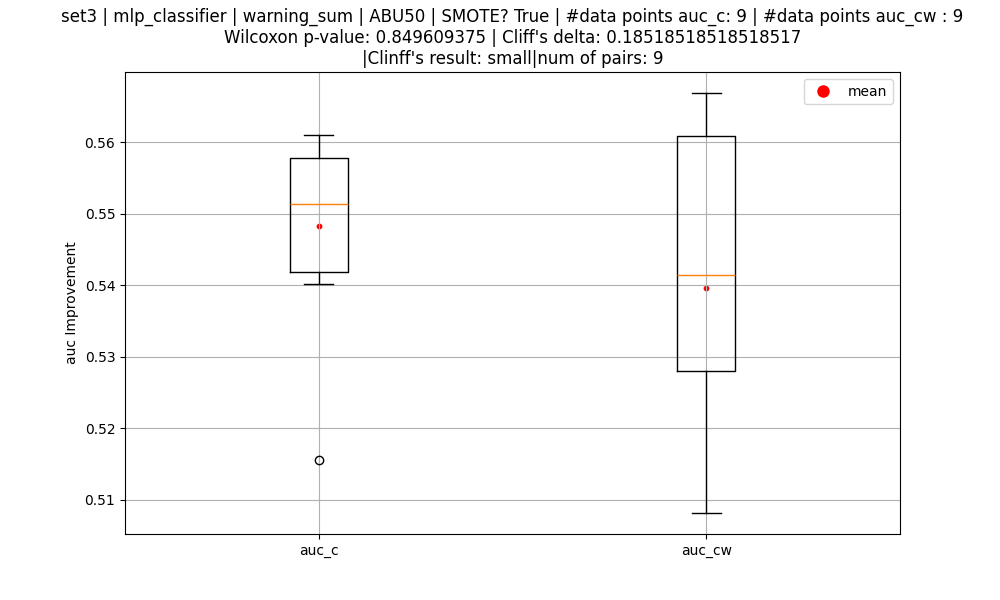 set3 | mlp_classifier | warning_sum | ABU50 | SMOTE? True | #data points auc_c: 9 | #data points auc_cw : 9
Wilcoxon p-value: 0.849609375 | Cliff's delta: 0.18518518518518517
|Clinff's result: small|num of pairs: 9
mean
0.56
0.55
0.54
0.53
0.52
0.51
auc Improvement
auc_c
auc_cw